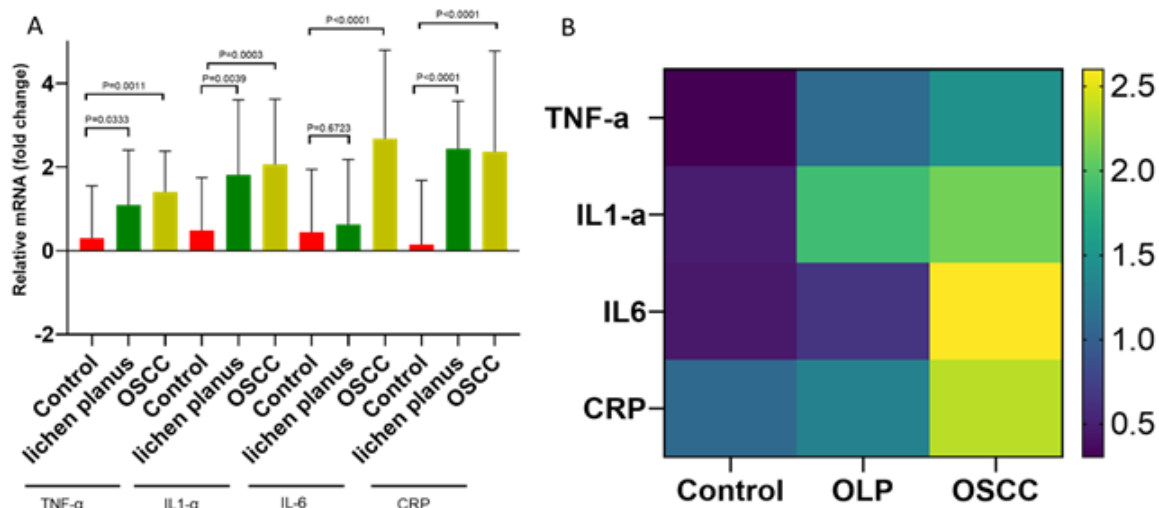 A
Relative mRNA (fold change)
4
2
0
-2
P=0.0011
P=0.0333
P=0.0003
P=0.0039
P<0.0001
P=0.6723
P<0.0001
P<0.0001
Control
lichen planus
OSCC
Control
lichen planus
OSCC
Control
lichen planus
OSCC
Control
lichen planus
OSCC
TNF-α
IL1-α
IL-6
CRP
B
TNF-a
IL1-a
IL6
CRP
Control OLP OSCC
2.5
2.0
1.5
1.0
0.5